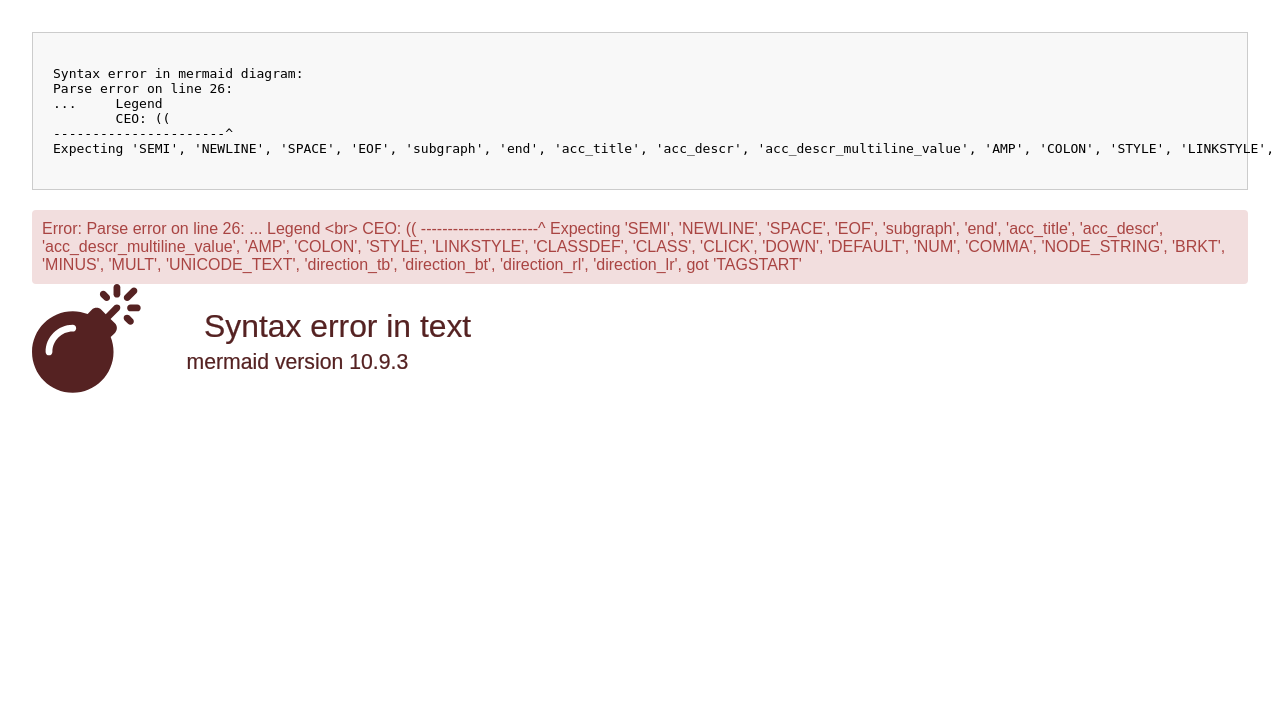 Syntax error in mermaid diagram:
Parse error on line 26:
...     Legend
        CEO: ((
----------------------^
Expecting 'SEMI', 'NEWLINE', 'SPACE', 'EOF', 'subgraph', 'end', 'acc_title', 'acc_descr', 'acc_descr_multiline_value', 'AMP', 'COLON', 'STYLE', 'LINKSTYLE',
Error: Parse error on line 26: ... Legend <br> CEO: (( ----------------------^ Expecting 'SEMI', 'NEWLINE', 'SPACE', 'EOF', 'subgraph', 'end', 'acc_title', 'acc_descr',
'acc_descr_multiline_value', 'AMP', 'COLON', 'STYLE', 'LINKSTYLE', 'CLASSDEF', 'CLASS', 'CLICK', 'DOWN', 'DEFAULT', 'NUM', 'COMMA', 'NODE_STRING', 'BRKT',
'MINUS', 'MULT', 'UNICODE_TEXT', 'direction_tb', 'direction_bt', 'direction_rl', 'direction_lr', got 'TAGSTART'
Syntax error in text
mermaid version 10.9.3